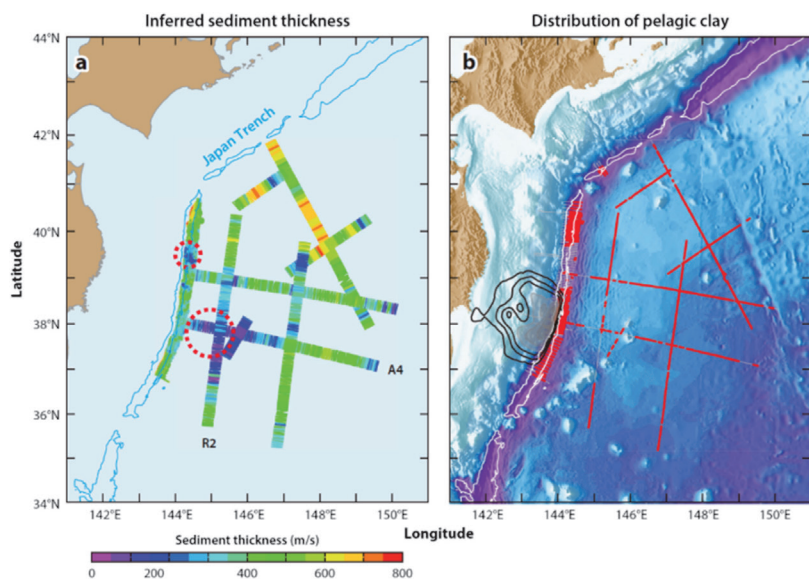 Inferred sediment thickness
Distribution of pelagic clay
44°N
42°N
40°N
38°N
36°N
34°N
Latitude
a
Japan Trench
A4
R2
b
142°E
144°E
146°E
148°E
150°E
142°E
144°E
146°E
148°E
150°E
Longitude
Sediment thickness (m/s)
0
200
400
600
800